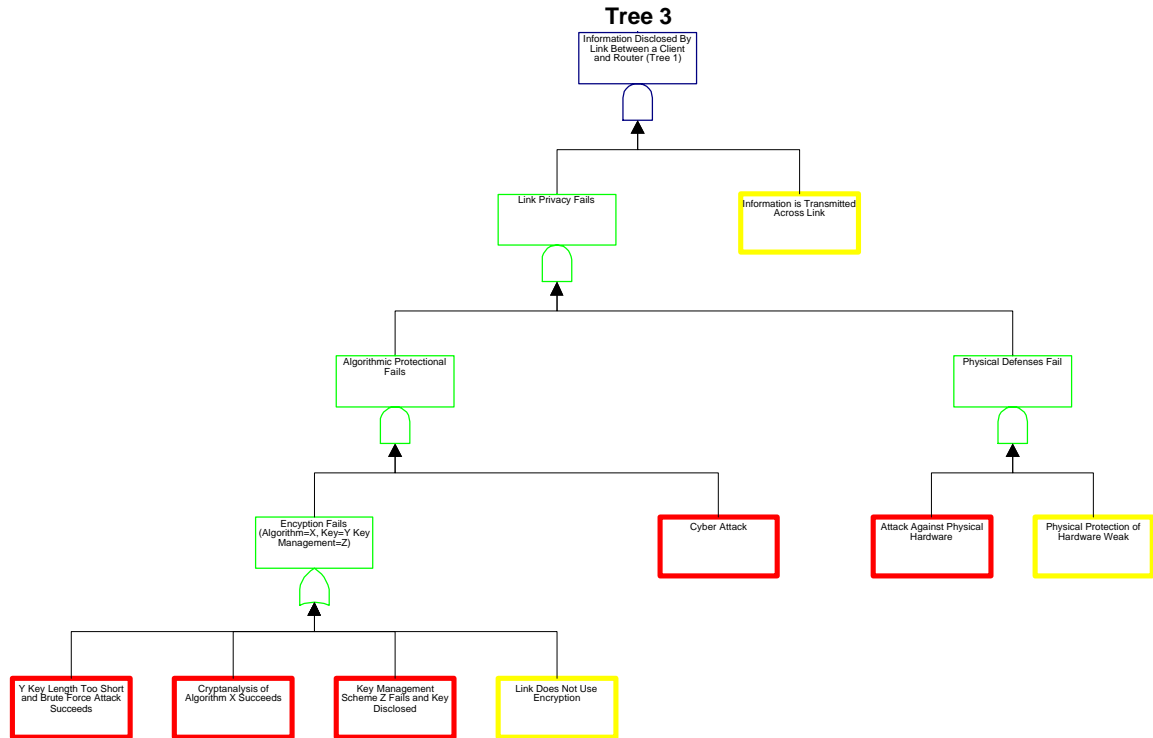 Tree 3
Information Disclosed By
Link Between a Client
and Router (Tree 1)
Link Privacy Fails
Information is Transmitted
Across Link
Algorithmic Protectional
Fails
Physical Defenses Fail
Encyption Fails
(Algorithm=X, Key=Y Key
Management=Z)
Cyber Attack
Attack Against Physical
Hardware
Physical Protection of
Hardware Weak
Y Key Length Too Short
and Brute Force Attack
Succeeds
Cryptanalysis of
Algorithm X Succeeds
Key Management
Scheme Z Fails and Key
Disclosed
Link Does Not Use
Encryption